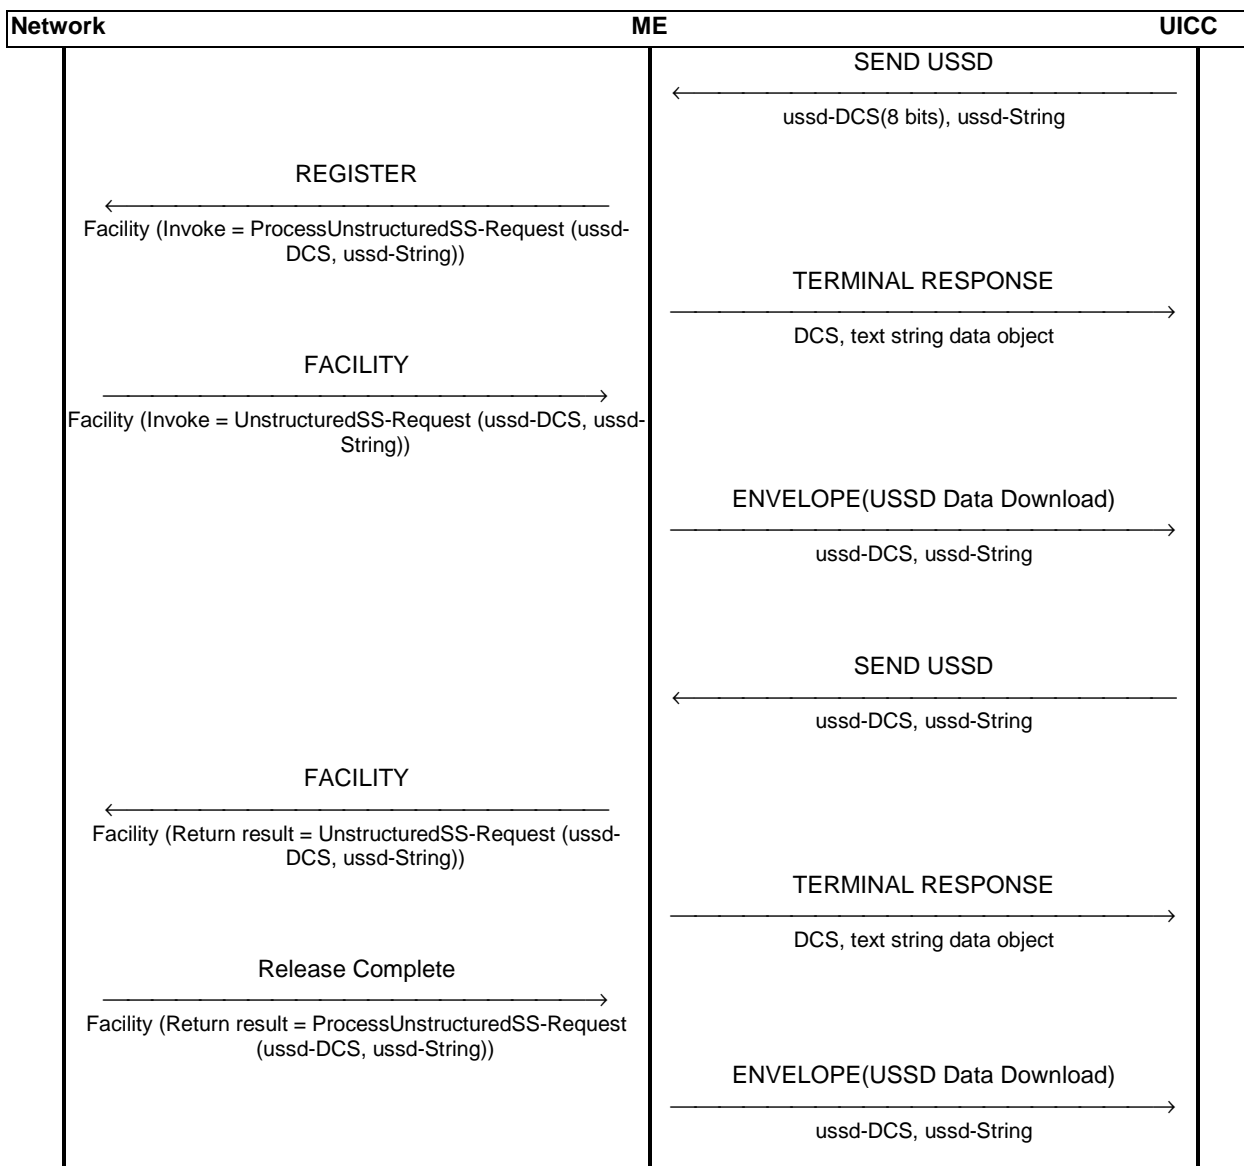 Network ME UICC
SEND USSD
ussd-DCS(8 bits), ussd-String
REGISTER
Facility (Invoke = ProcessUnstructuredSS-Request (ussd-
DCS, ussd-String))
TERMINAL RESPONSE
DCS, text string data object
FACILITY
Facility (Invoke = UnstructuredSS-Request (ussd-DCS, ussd-
String))
ENVELOPE(USSD Data Download)
ussd-DCS, ussd-String
SEND USSD
ussd-DCS, ussd-String
FACILITY
Facility (Return result = UnstructuredSS-Request (ussd-
DCS, ussd-String))
TERMINAL RESPONSE
DCS, text string data object
Release Complete
Facility (Return result = ProcessUnstructuredSS-Request
(ussd-DCS, ussd-String))
ENVELOPE(USSD Data Download)
ussd-DCS, ussd-String